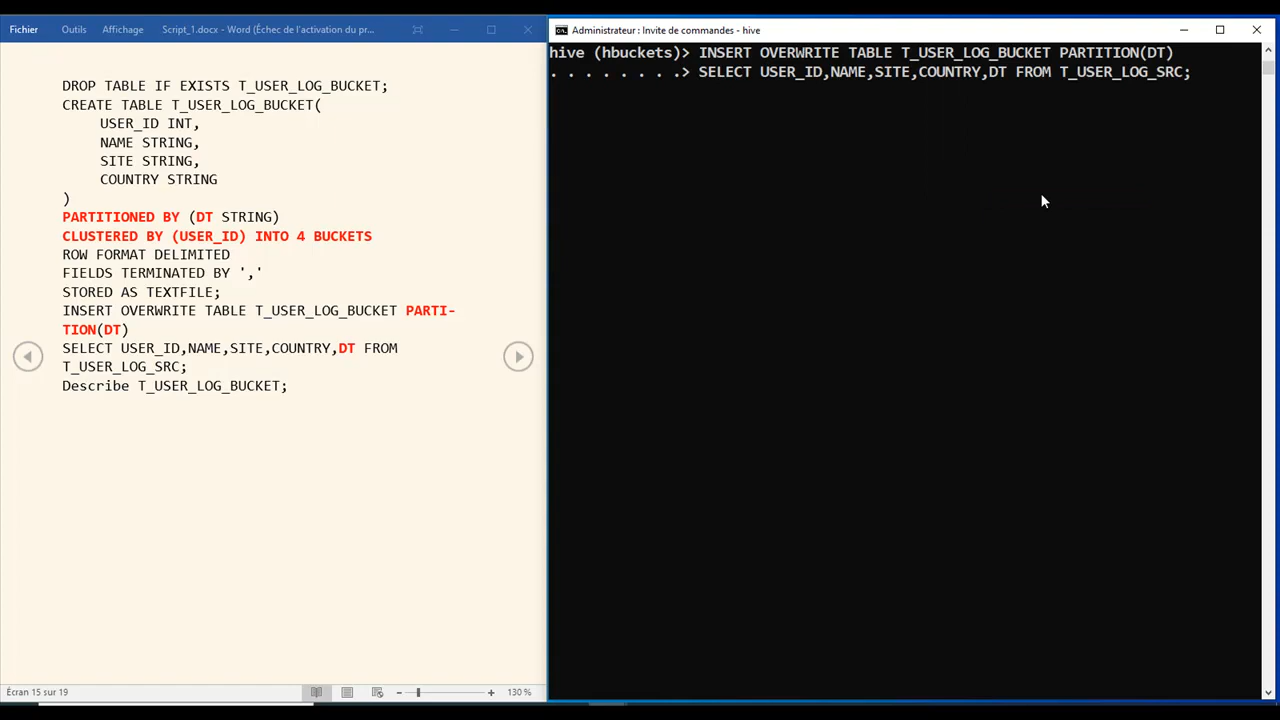 Fichier Outils Affichage Script_1.docx - Word (Échec de l'activation du pr...
DROP TABLE IF EXISTS T_USER_LOG_BUCKET;
CREATE TABLE T_USER_LOG_BUCKET(
USER_ID INT,
NAME STRING,
SITE STRING,
COUNTRY STRING
)
PARTITIONED BY (DT STRING)
CLUSTERED BY (USER_ID) INTO 4 BUCKETS
ROW FORMAT DELIMITED
FIELDS TERMINATED BY ','
STORED AS TEXTFILE;
INSERT OVERWRITE TABLE T_USER_LOG_BUCKET PARTI-
TION(DT)
SELECT USER_ID,NAME,SITE,COUNTRY,DT FROM
T_USER_LOG_SRC;
Describe T_USER_LOG_BUCKET;
Écran 15 sur 19
130 %
Administrateur : Invite de commandes - hive
hive (hbuckets)> INSERT OVERWRITE TABLE T_USER_LOG_BUCKET PARTITION(DT)
. . . . . . . .> SELECT USER_ID,NAME,SITE,COUNTRY,DT FROM T_USER_LOG_SRC;